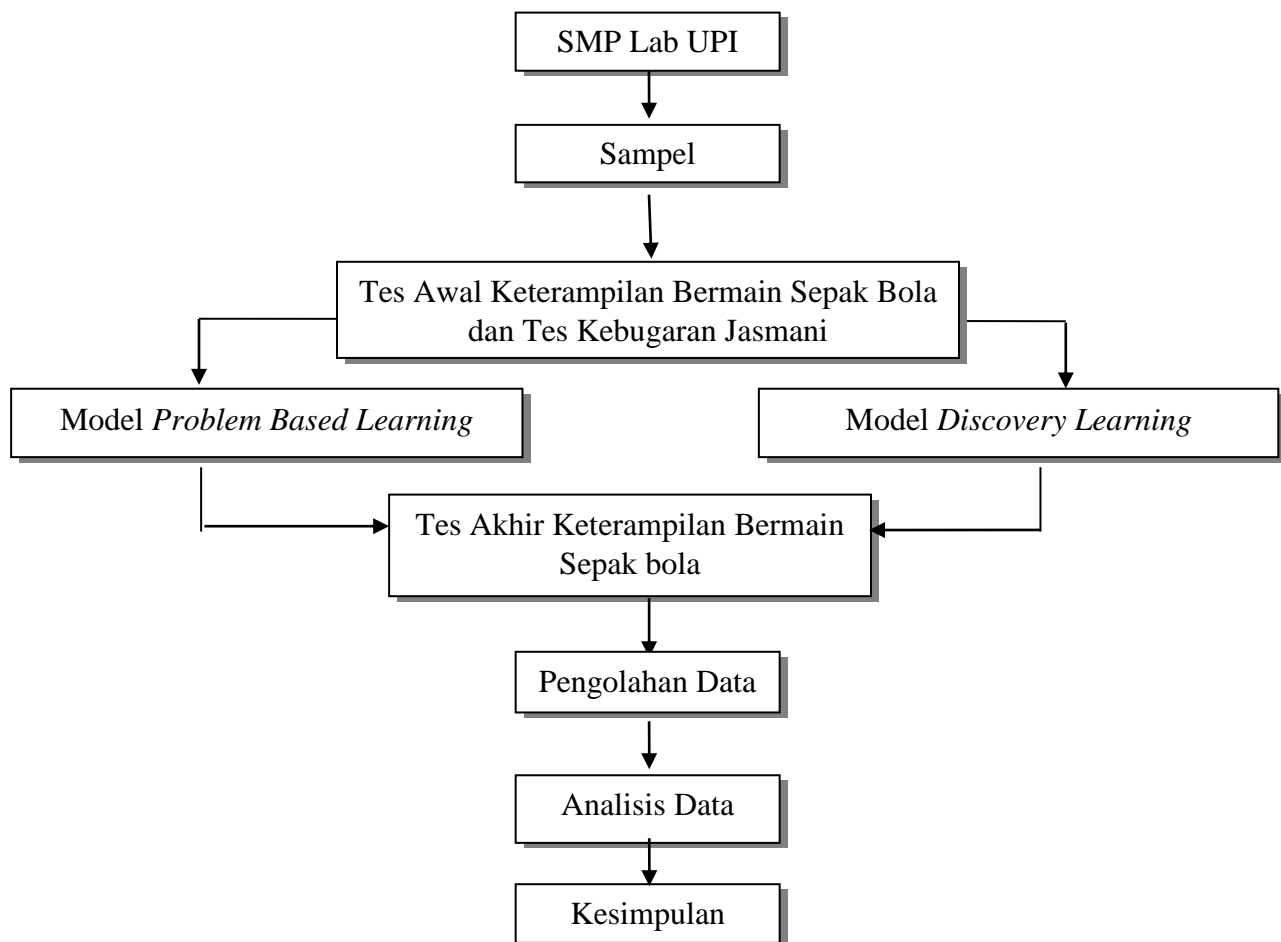 SMP Lab UPI
Sampel
Tes Awal Keterampilan Bermain Sepak Bola
dan Tes Kebugaran Jasmani
Model Problem Based Learning
Model Discovery Learning
Tes Akhir Keterampilan Bermain
Sepak bola
Pengolahan Data
Analisis Data
Kesimpulan